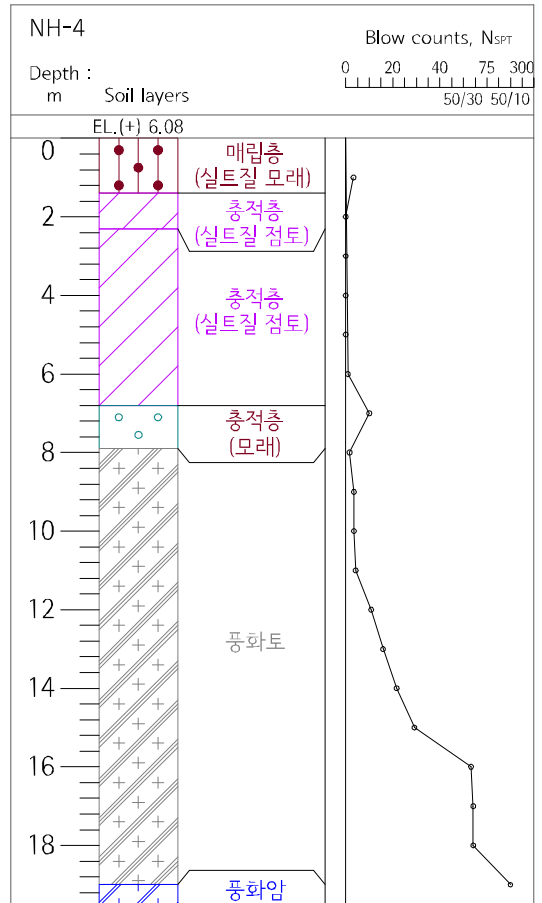 NH-4
Blow counts, NSPT
Depth :
m Soil layers
0 20 40 75 300
50/30 50/10
EL.(+) 6.08
0
매립층
(실트질 모래)
2
충적층
(실트질 점토)
4
충적층
(실트질 점토)
6
충적층
(모래)
8
10
12
풍화토
14
16
18
풍화암